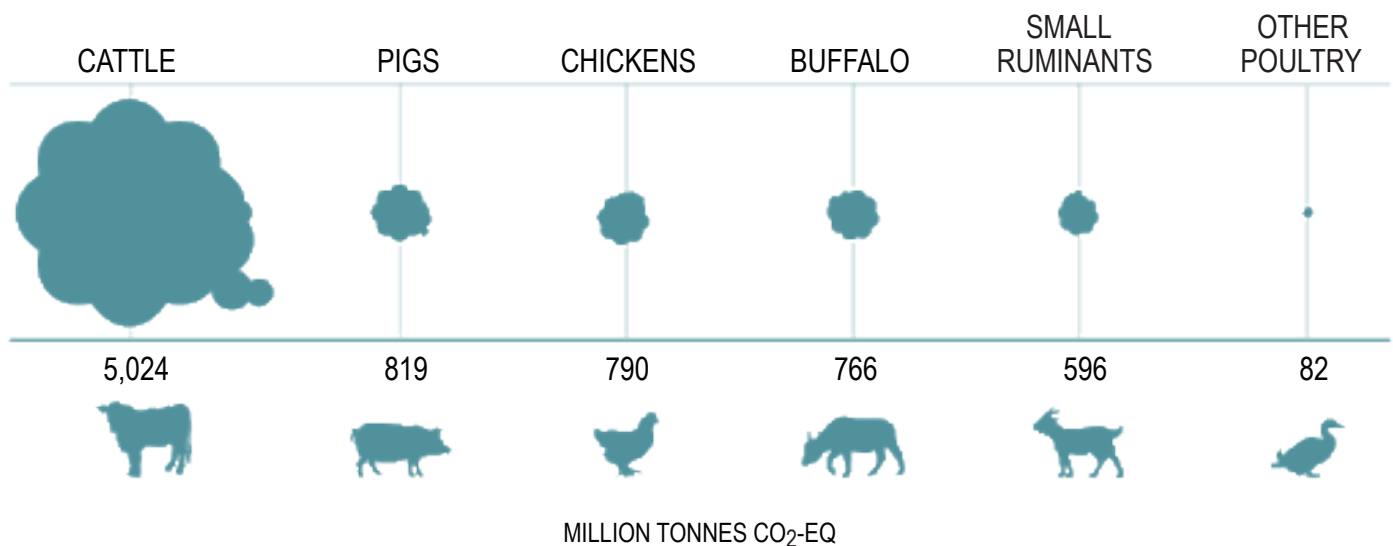 CATTLE
PIGS
CHICKENS
BUFFALO
SMALL
RUMINANTS
OTHER
POULTRY
5,024
819
790
766
596
82
MILLION TONNES CO2-EQ